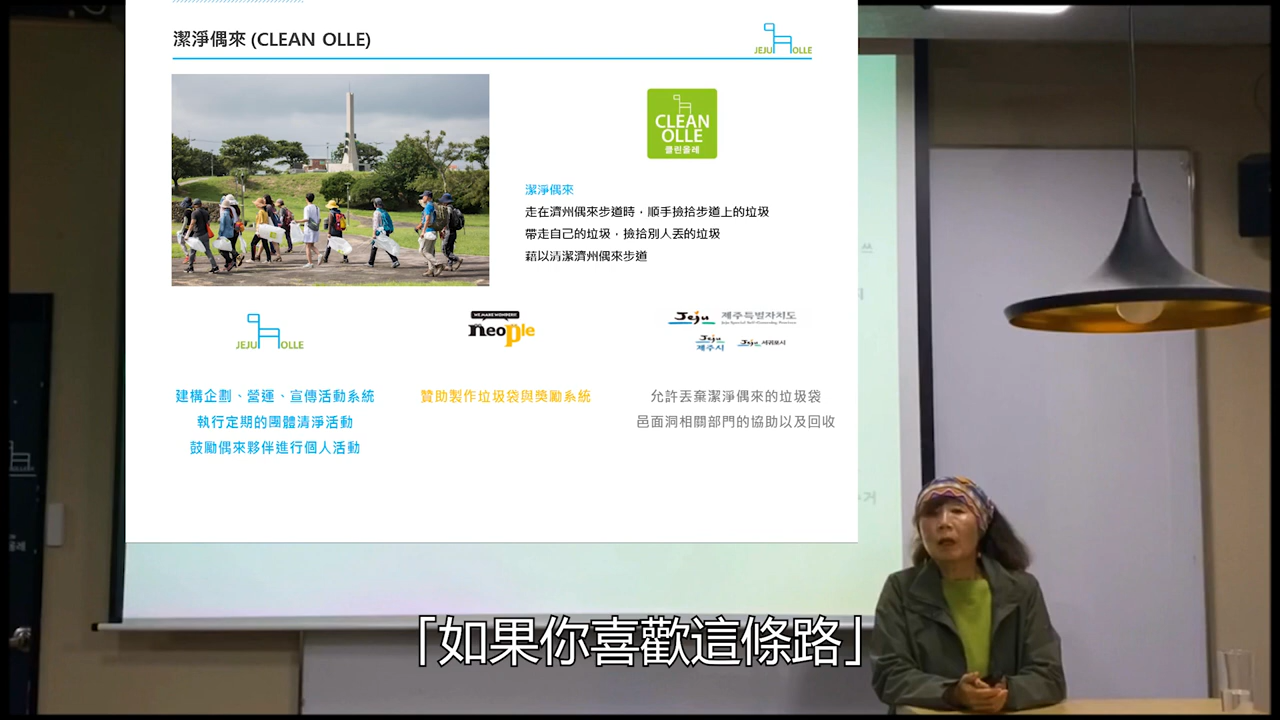 潔淨偶來 (CLEAN OLLE)
JEJU OLLE
CLEAN
OLLE
클린올레
潔淨偶來
走在濟州偶來步道時，順手撿拾步道上的垃圾
帶走自己的垃圾，撿拾別人丟的垃圾
藉以清潔濟州偶來步道
JEJU OLLE
WE MAKE WONDERS!
neople
Jeju 제주특별자치도
Jeju Special Self-Governing Province
Jeju 제주시
Jeju 서귀포시
建構企劃、營運、宣傳活動系統
執行定期的團體清淨活動
鼓勵偶來夥伴進行個人活動
贊助製作垃圾袋與獎勵系統
允許丟棄潔淨偶來的垃圾袋
邑面洞相關部門的協助以及回收
「如果你喜歡這條路」